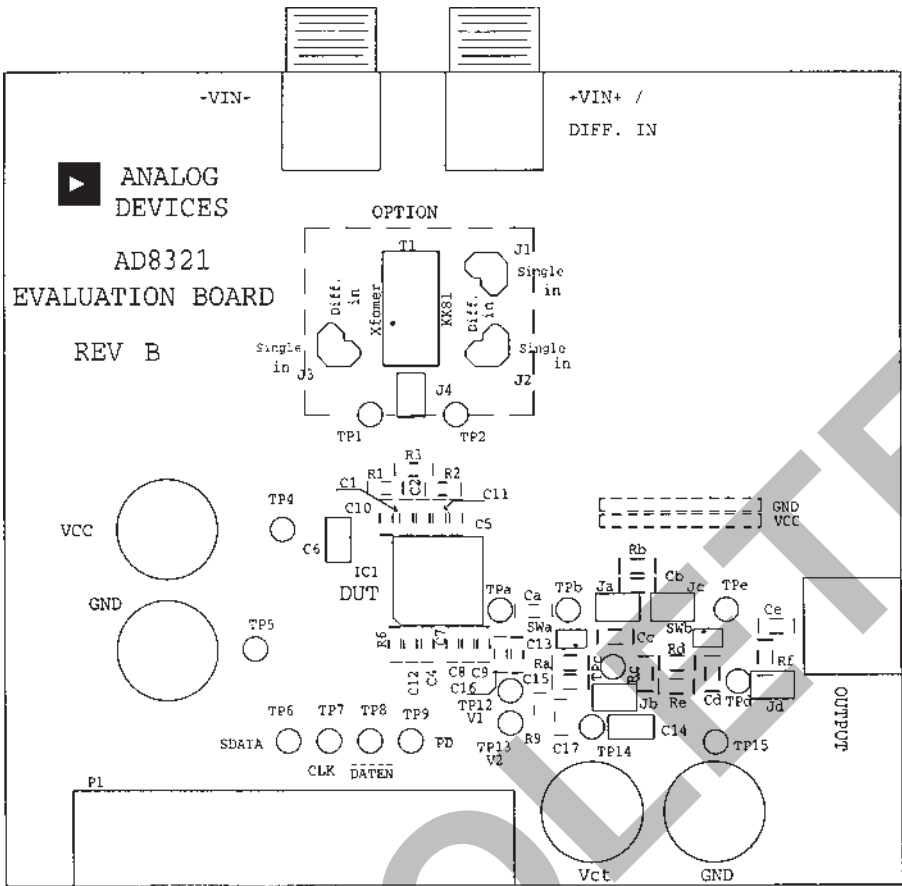 -VIN-
+VIN+ /
DIFF. IN
ANALOG
DEVICES
AD8321
EVALUATION BOARD
REV B
OPTION
T1
J1
Single
in
Diff.
in
Xfomer
KK81
Diff.
in
Single
in
J3
Single
in
J2
J4
TP1
TP2
R3
R1
C2
R2
C1
C11
C10
C5
TP4
VCC
C6
IC1
DUT
GND
VCC
Rb
Cb
Ja
Jc
TPe
TPa
Ca
TPb
Ce
GND
TP5
R6
C7
SWa
C13
Cc
SWb
Ra
Rd
Rf
C12
C4
C8
C9
C16
C15
TPc
Rc
Jb
Re
Cd
TPd
Jd
OUTPUT
TP12
V1
TP6
TP7
TP8
TP9
SDATA
PD
CLK
DATEN
TP13
V2
R9
C17
TP14
C14
TP15
P1
Vct
GND
OLETE